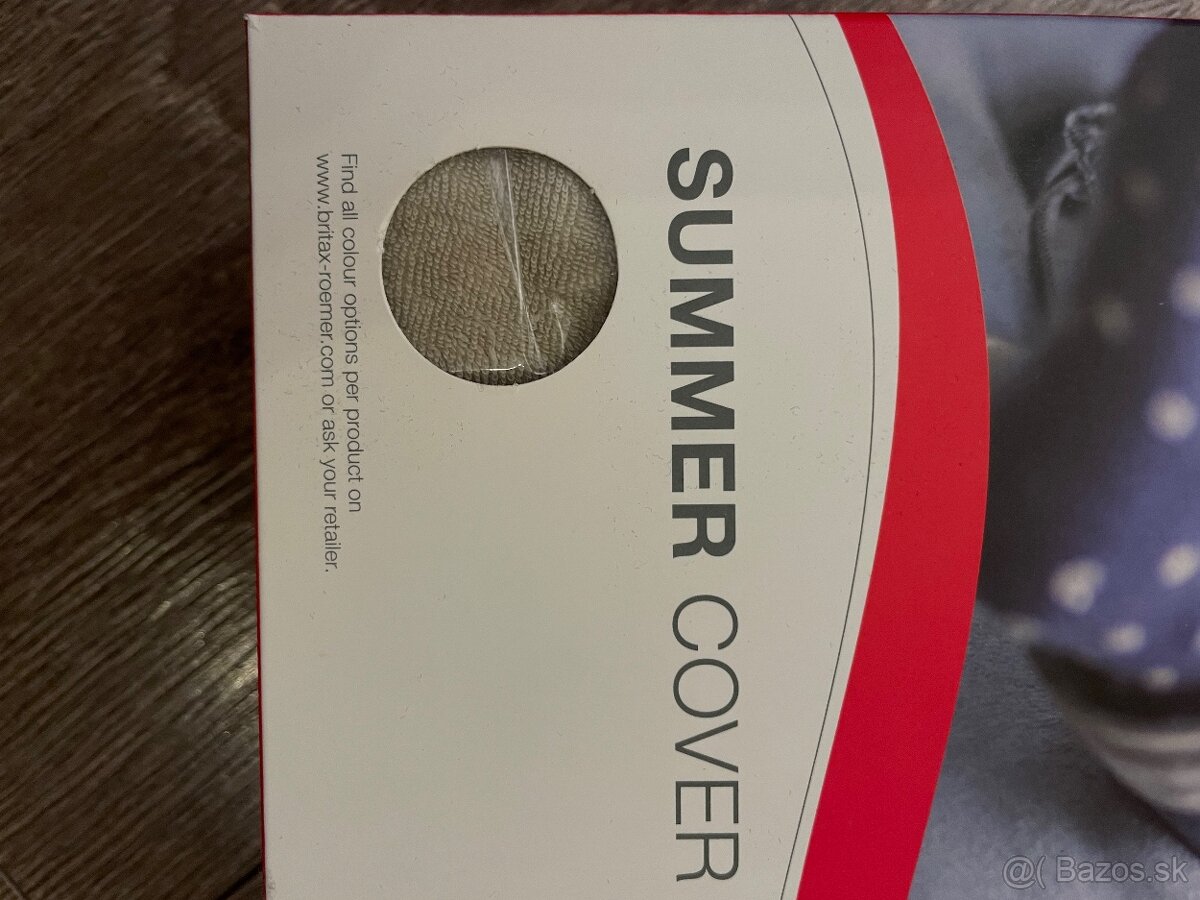 SUMMER COVER
Find all colour options per product on
www.britax-roemer.com or ask your retailer.
@( Bazos.sk